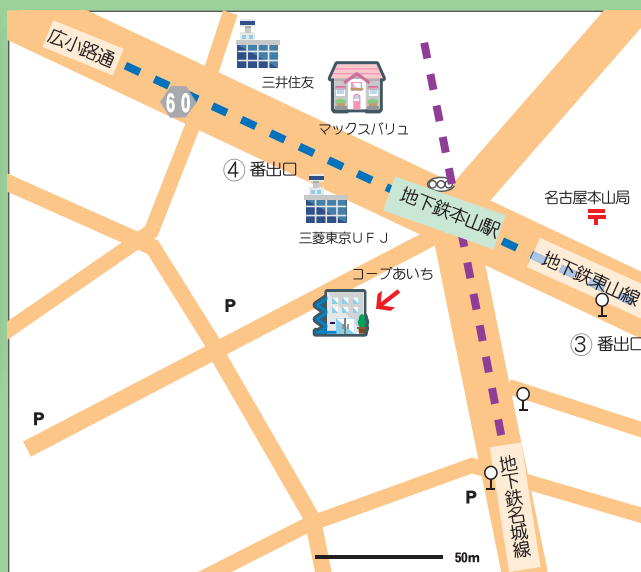 広小路通
三井住友
60
マックスバリュ
④ 番出口
地下鉄本山駅
名古屋本山局
三菱東京ＵＦＪ
地下鉄東山線
コープあいち
P
③ 番出口
P
地下鉄名城線
P
50m